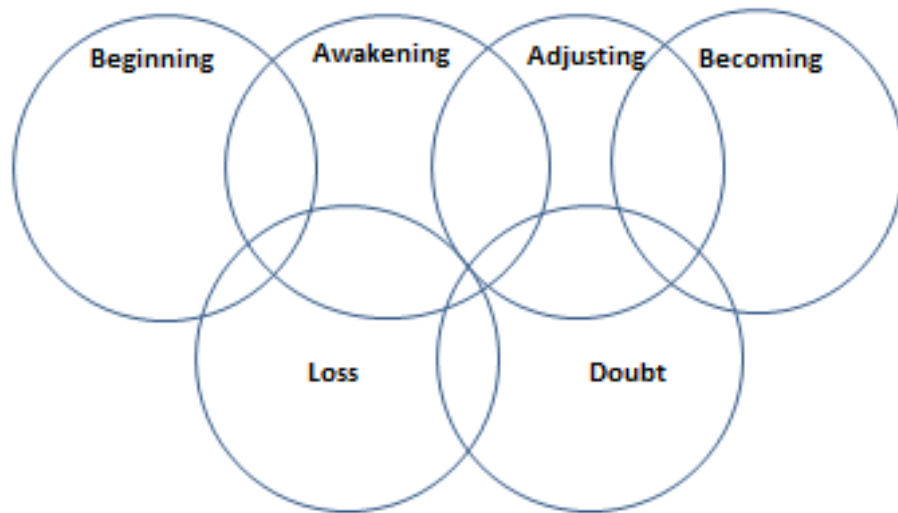 Beginning
Awakening
Adjusting
Becoming
Loss
Doubt